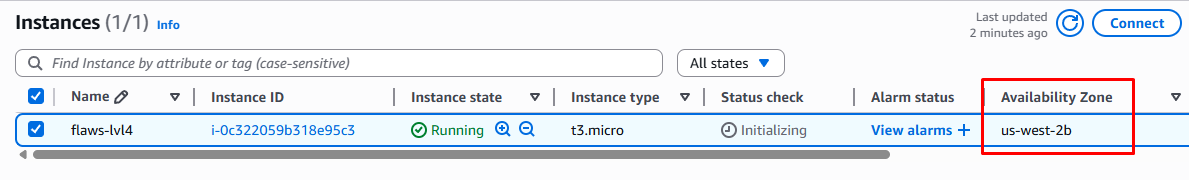 Instances (1/1) Info
Last updated
2 minutes ago
Connect
Find Instance by attribute or tag (case-sensitive)
All states
Name Instance ID Instance state Instance type Status check Alarm status Availability Zone
flaws-lvl4 i-0c322059b318e95c3 Running t3.micro Initializing View alarms + us-west-2b